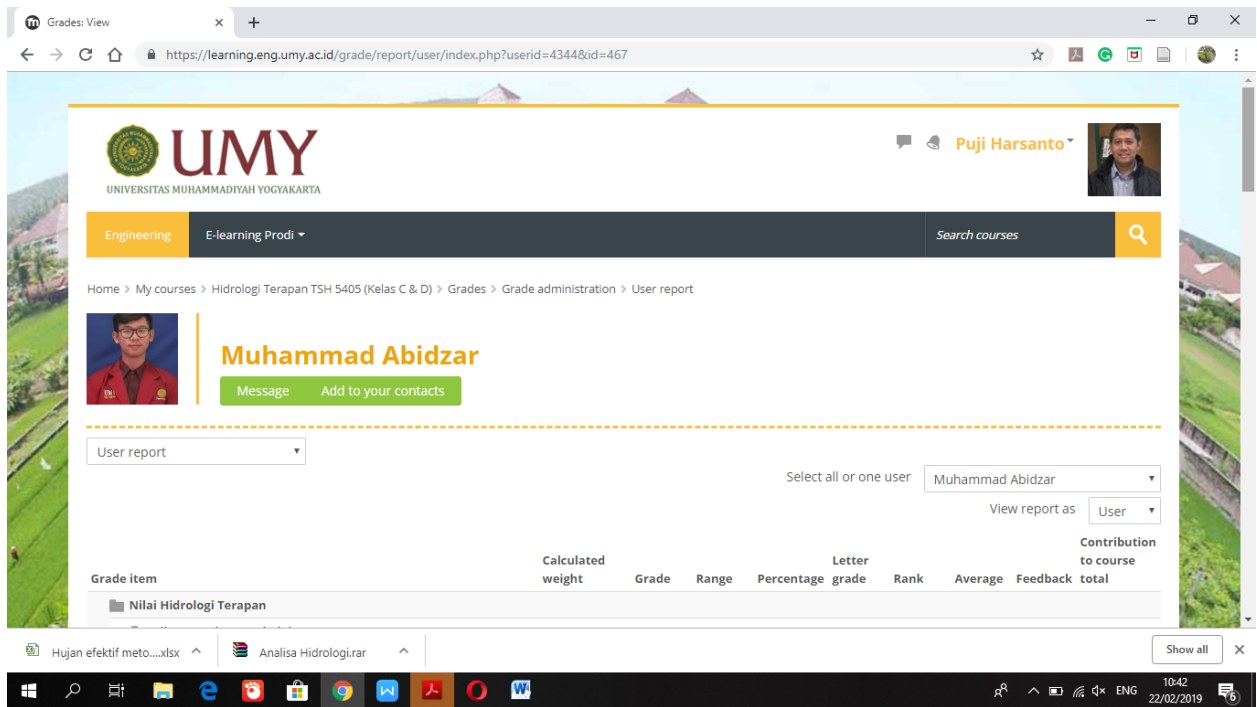 Grades: View
https://learning.eng.umy.ac.id/grade/report/user/index.php?userid=4344&id=467
UMY
UNIVERSITAS MUHAMMADIYAH YOGYAKARTA
Puji Harsanto
Engineering E-learning Prodi Search courses
Home > My courses > Hidrologi Terapan TSH 5405 (Kelas C & D) > Grades > Grade administration > User report
Muhammad Abidzar
Message Add to your contacts
User report
Select all or one user Muhammad Abidzar
View report as User
Contribution
Calculated Letter to course
Grade item weight Grade Range Percentage grade Rank Average Feedback total
Nilai Hidrologi Terapan
Hujan efektif meto....xlsx Analisa Hidrologi.rar Show all
ENG 10:42
22/02/2019 6